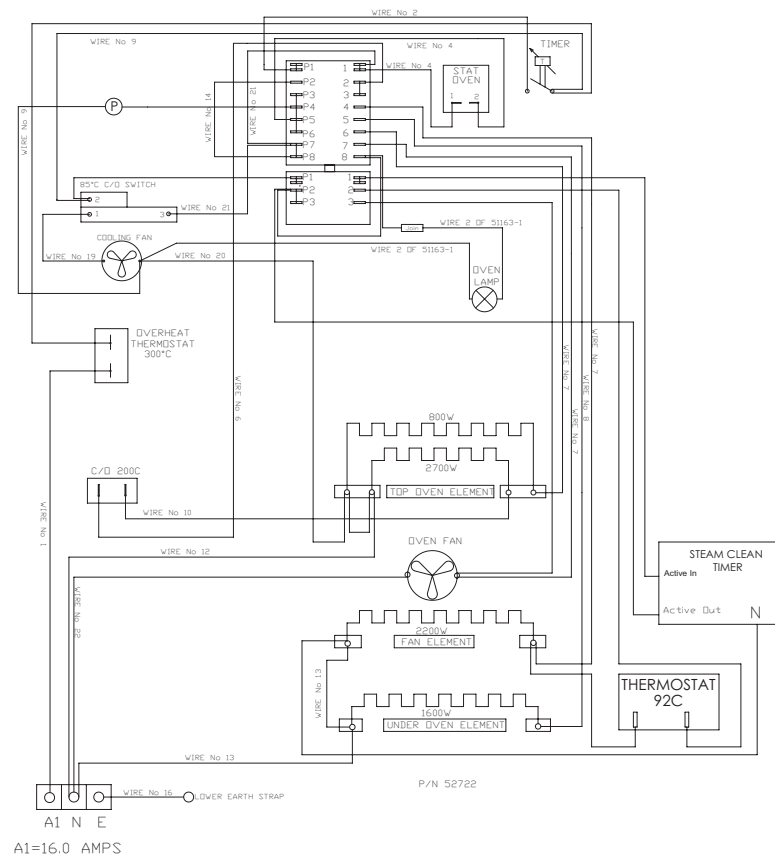 WIRE No 2
WIRE No 9
WIRE No 4
WIRE No 4
TIMER
T
STAT
OVEN
1 2
P1 1
P2 2
P3 3
P4 4
P5 5
P6 6
P7 7
P8 8
P1 1
P2 2
P3 3
P
WIRE No 9
WIRE No 14
WIRE No 21
85°C C/O SWITCH
2
1
3
WIRE No 21
COOLING FAN
WIRE No 19
WIRE No 20
Join
WIRE 2 OF 51163-1
WIRE 2 OF 51163-1
OVEN
LAMP
OVERHEAT
THERMOSTAT
300°C
WIRE No 6
WIRE No 7
WIRE No 7
WIRE No 8
WIRE No 7
800W
2700W
TOP OVEN ELEMENT
C/O 200C
WIRE No 10
WIRE No 1
WIRE No 12
OVEN FAN
STEAM CLEAN
TIMER
Active In
Active Out
N
WIRE No 22
2200W
FAN ELEMENT
WIRE No 13
THERMOSTAT
92C
1600W
UNDER OVEN ELEMENT
WIRE No 13
P/N 52722
WIRE No 16
LOWER EARTH STRAP
A1 N E
A1=16.0 AMPS